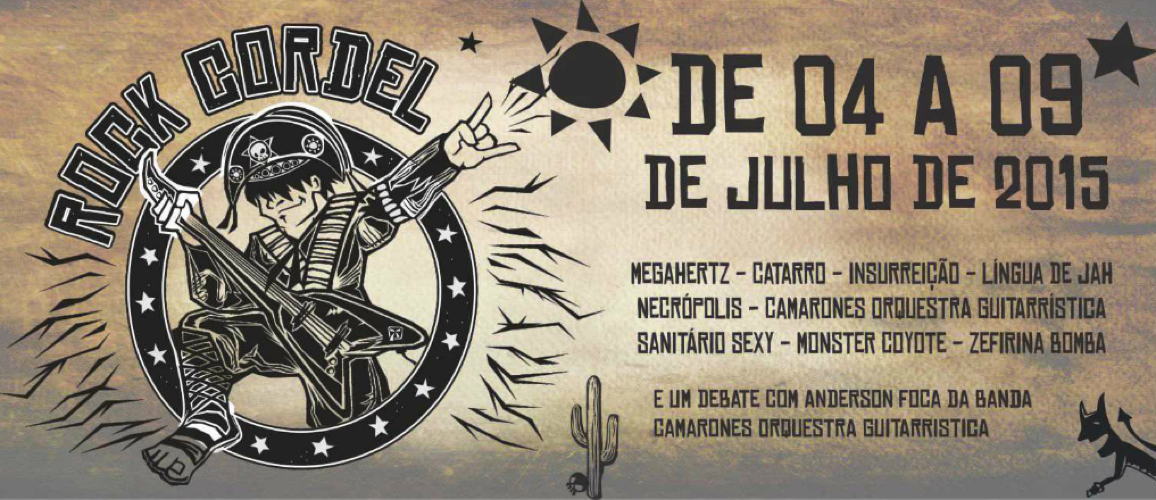 ROCK CORDEL
DE 04 A 09
DE JULHO DE 2015
MEGAHERTZ - CATARRO - INSURREIÇÃO - LÍNGUA DE JAH
NECRÓPOLIS - CAMARONES ORQUESTRA GUITARRÍSTICA
SANITÁRIO SEXY - MONSTER COYOTE - ZEFIRINA BOMBA
E UM DEBATE COM ANDERSON FOCA DA BANDA
CAMARONES ORQUESTRA GUITARRISTICA